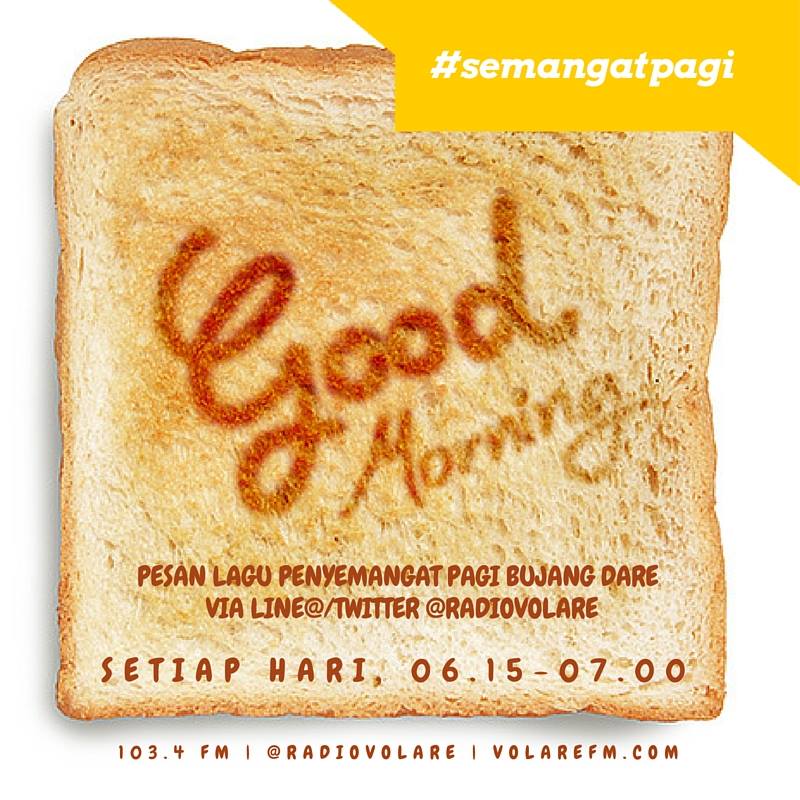 #semangatpagi
Good
Morning
PESAN LAGU PENYEMANGAT PAGI BUJANG DARE
VIA LINE@/TWITTER @RADIOVOLARE
SETIAP HARI, 06.15-07.00
103.4 FM | @RADIOVOLARE | VOLAREFM.COM